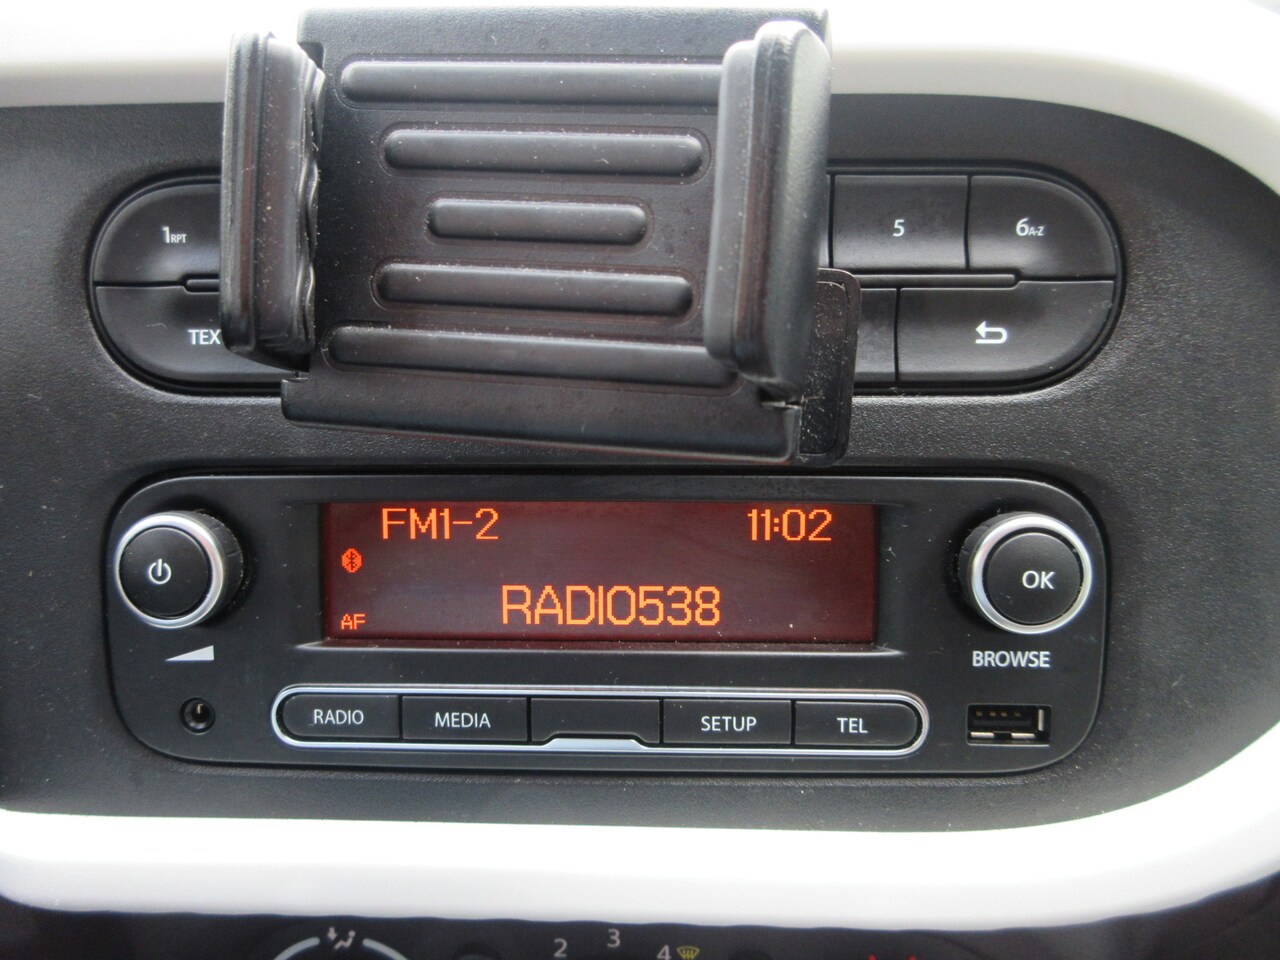 1RPT
5
6A-Z
TEX
FM1-2
11:02
RADIO538
AF
OK
BROWSE
RADIO
MEDIA
SETUP
TEL
2
3
4